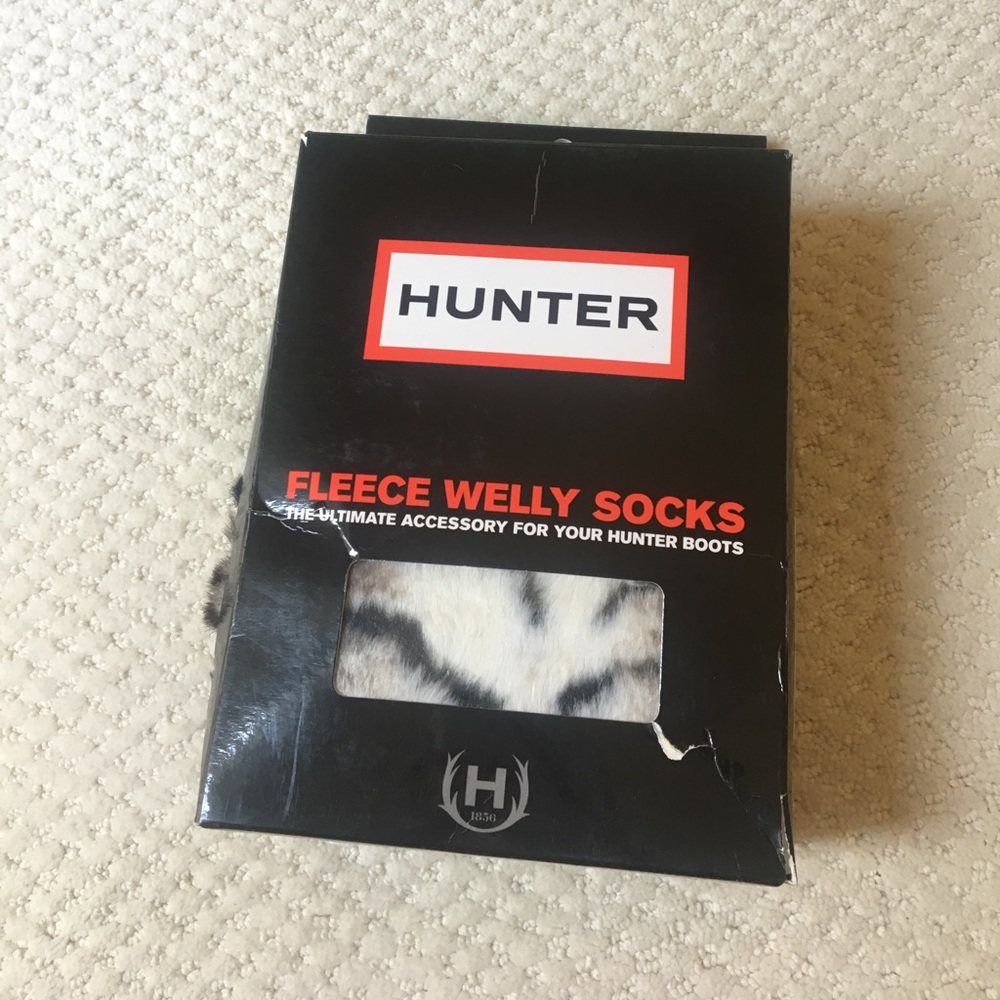 HUNTER
FLEECE WELLY SOCKS
THE ULTIMATE ACCESSORY FOR YOUR HUNTER BOOTS
H
1856